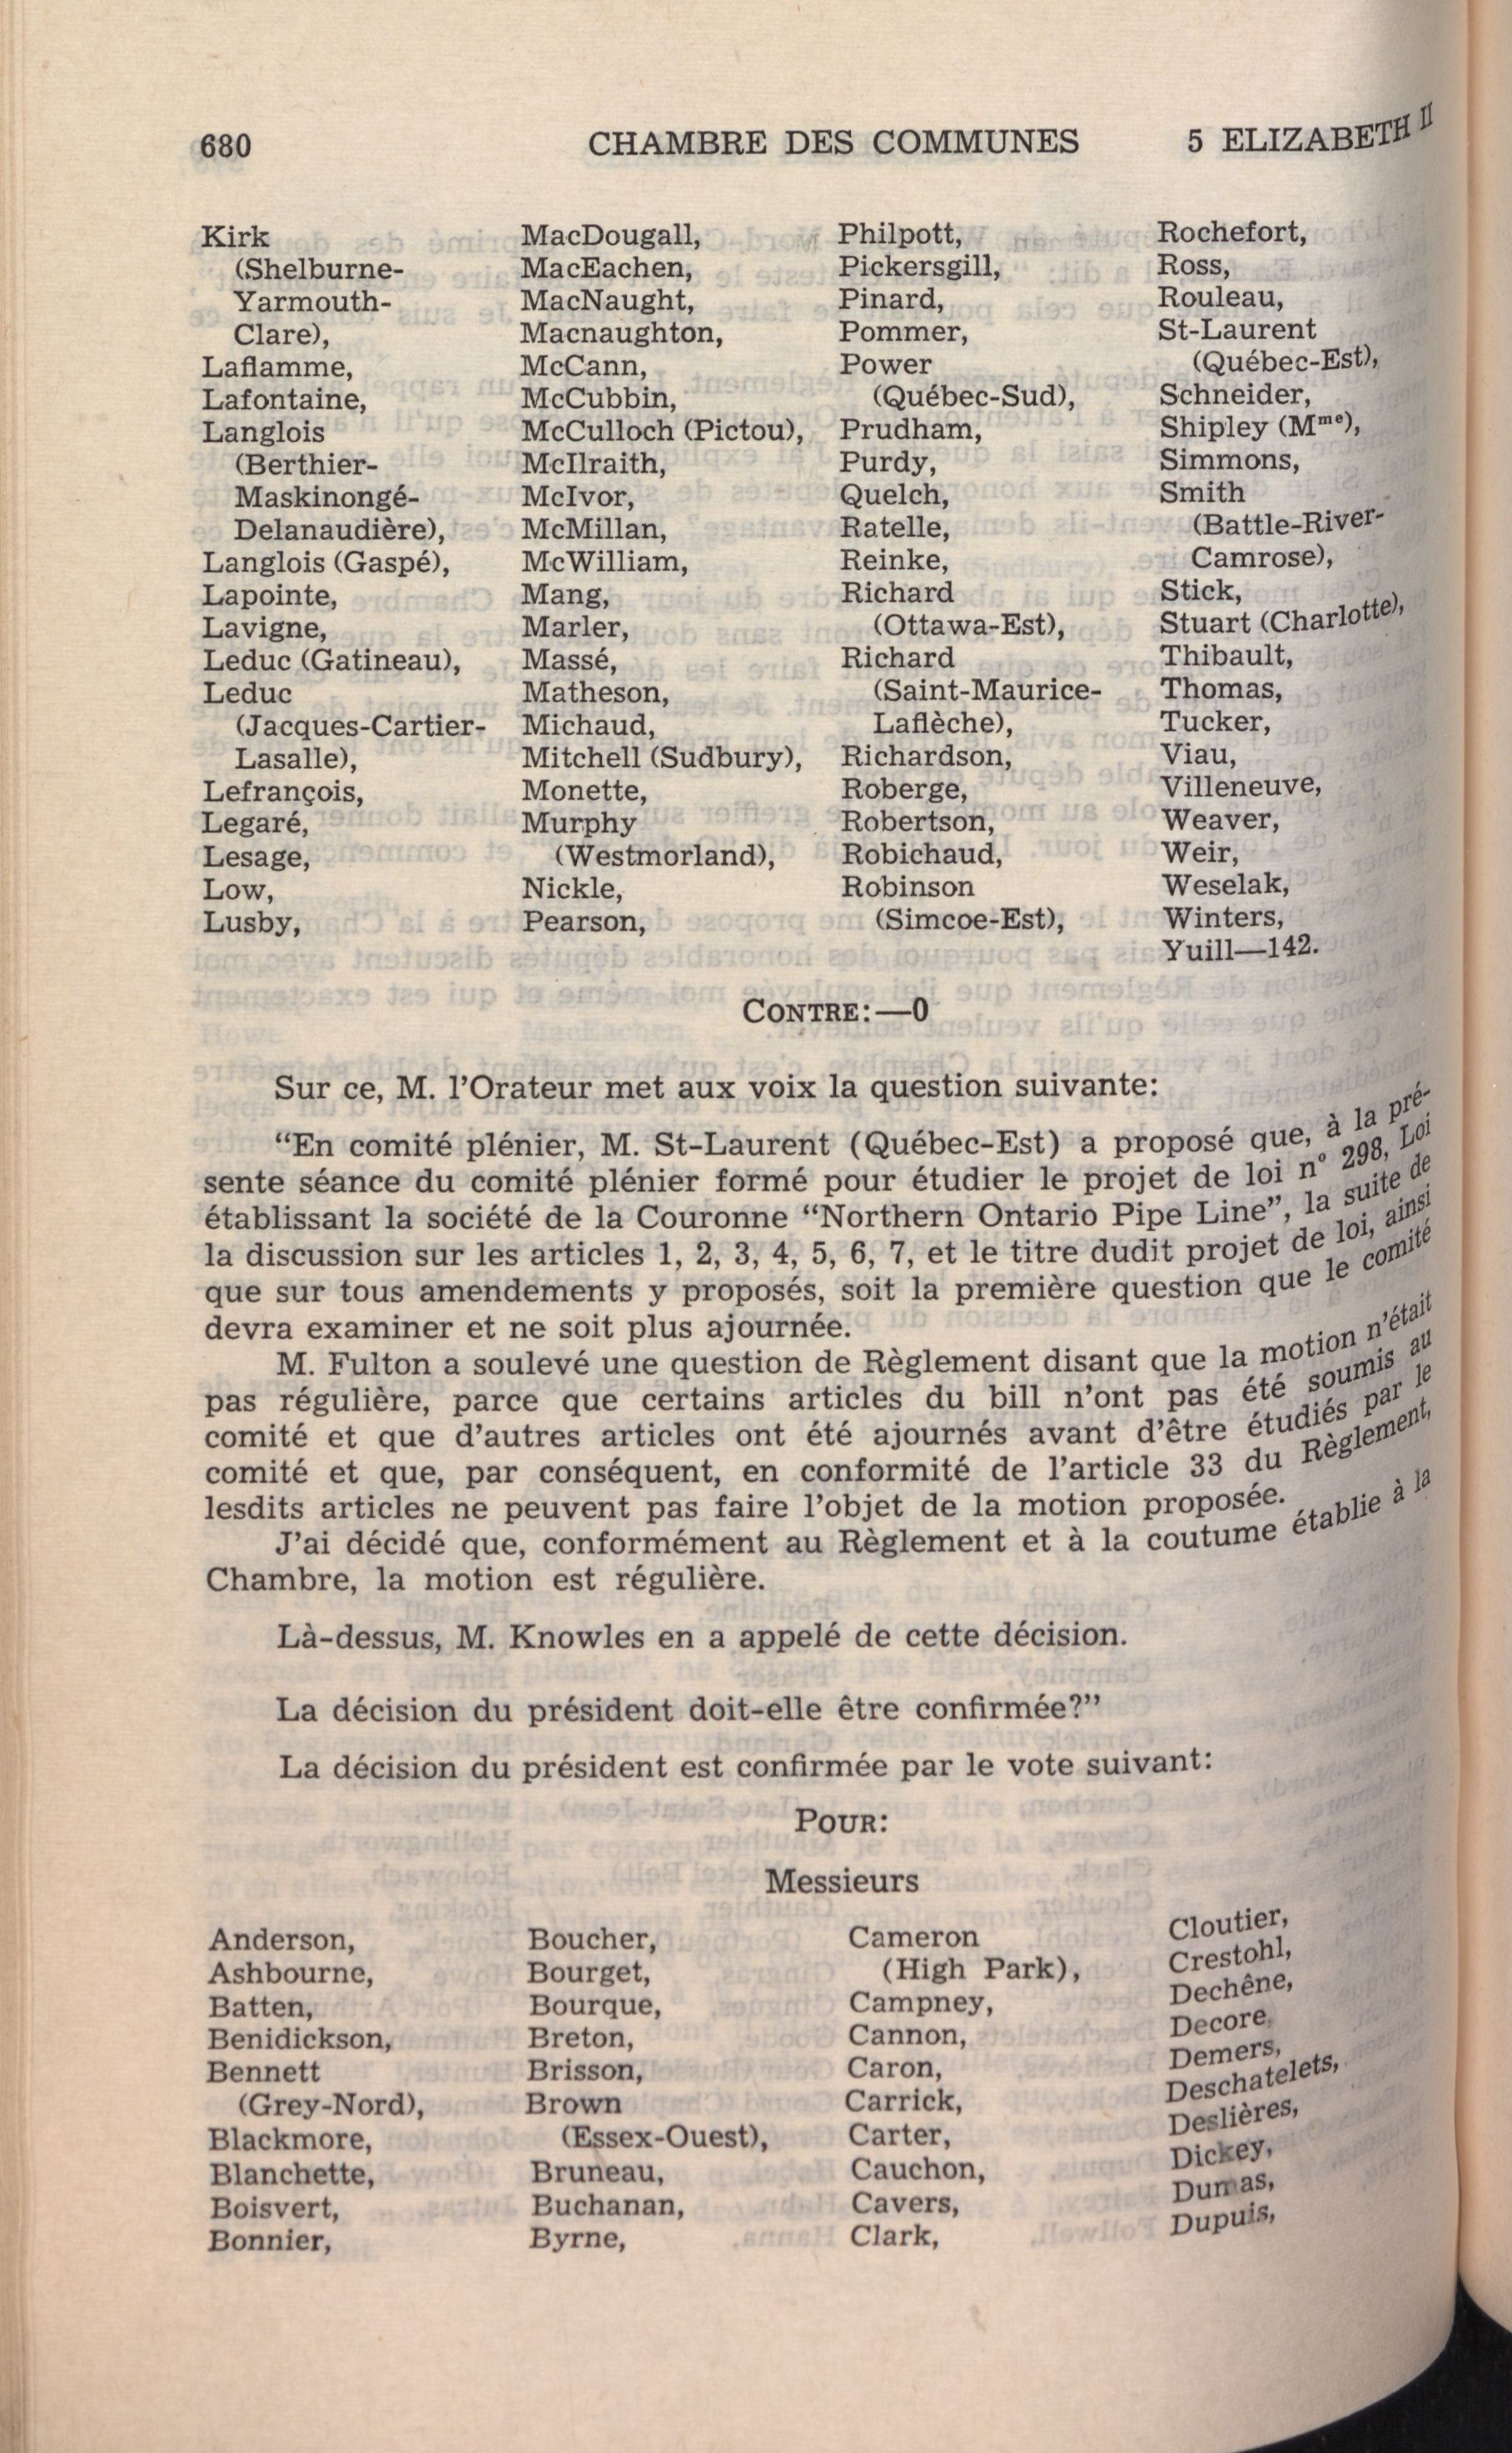 680
CHAMBRE DES COMMUNES
5 ELIZABETH II
Kirk
(Shelburne-
Yarmouth-
Clare),
Laflamme,
Lafontaine,
Langlois
(Berthier-
Maskinongé-
Delanaudière),
Langlois (Gaspé),
Lapointe,
Lavigne,
Leduc (Gatineau),
Leduc
(Jacques-Cartier-
Lasalle),
Lefrançois,
Legaré,
Lesage,
Low,
Lusby,
MacDougall,
MacEachen,
MacNaught,
Macnaughton,
McCann,
McCubbin,
McCulloch (Pictou),
McIlraith,
McIvor,
McMillan,
McWilliam,
Mang,
Marler,
Massé,
Matheson,
Michaud,
Mitchell (Sudbury),
Monette,
Murphy
(Westmorland),
Nickle,
Pearson,
Philpott,
Pickersgill,
Pinard,
Pommer,
Power
(Québec-Sud),
Prudham,
Purdy,
Quelch,
Ratelle,
Reinke,
Richard
(Ottawa-Est),
Richard
(Saint-Maurice-
Laflèche),
Richardson,
Roberge,
Robertson,
Robichaud,
Robinson
(Simcoe-Est),
Rochefort,
Ross,
Rouleau,
St-Laurent
(Québec-Est),
Schneider,
Shipley (Mme),
Simmons,
Smith
(Battle-River-
Camrose),
Stick,
Stuart (Charlotte),
Thibault,
Thomas,
Tucker,
Viau,
Villeneuve,
Weaver,
Weir,
Weselak,
Winters,
Yuill—142.
CONTRE:—0
Sur ce, M. l'Orateur met aux voix la question suivante:
"En comité plénier, M. St-Laurent (Québec-Est) a proposé que, à la pré-
sente séance du comité plénier formé pour étudier le projet de loi n° 298, Loi
établissant la société de la Couronne "Northern Ontario Pipe Line", la suite de
la discussion sur les articles 1, 2, 3, 4, 5, 6, 7, et le titre dudit projet de loi, ainsi
que sur tous amendements y proposés, soit la première question que le comité
devra examiner et ne soit plus ajournée.
M. Fulton a soulevé une question de Règlement disant que la motion n'était
pas régulière, parce que certains articles du bill n'ont pas été soumis au
comité et que d'autres articles ont été ajournés avant d'être étudiés par le
comité et que, par conséquent, en conformité de l'article 33 du Règlement,
lesdits articles ne peuvent pas faire l'objet de la motion proposée.
J'ai décidé que, conformément au Règlement et à la coutume établie à la
Chambre, la motion est régulière.
Là-dessus, M. Knowles en a appelé de cette décision.
La décision du président doit-elle être confirmée?"
La décision du président est confirmée par le vote suivant:
POUR:
Messieurs
Anderson,
Ashbourne,
Batten,
Benidickson,
Bennett
(Grey-Nord),
Blackmore,
Blanchette,
Boisvert,
Bonnier,
Boucher,
Bourget,
Bourque,
Breton,
Brisson,
Brown
(Essex-Ouest),
Bruneau,
Buchanan,
Byrne,
Cameron
(High Park),
Campney,
Cannon,
Caron,
Carrick,
Carter,
Cauchon,
Cavers,
Clark,
Cloutier,
Crestohl,
Dechêne,
Decore,
Demers,
Deschatelets,
Deslières,
Dickey,
Dumas,
Dupuis,